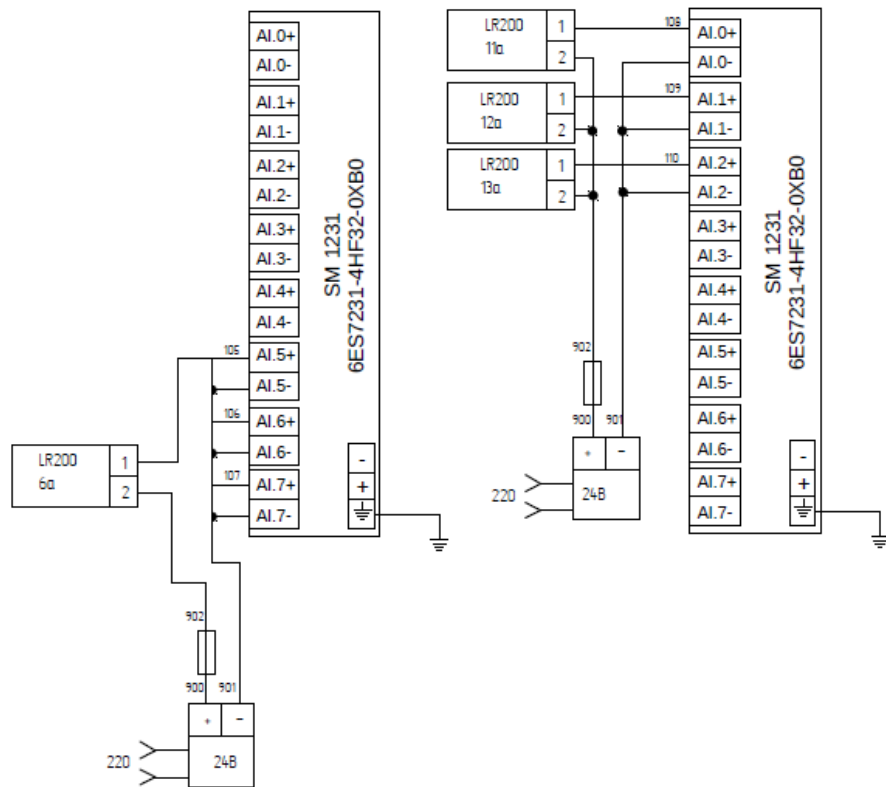 AI.0+
AI.0-
AI.1+
AI.1-
AI.2+
AI.2-
AI.3+
AI.3-
AI.4+
AI.4-
105
AI.5+
AI.5-
106
AI.6+
AI.6-
107
AI.7+
AI.7-
SM 1231
6ES7231-4HF32-0XB0
-
+
LR200
6а
1
2
902
900
901
+
-
220
24В
LR200
11а
1
2
LR200
12а
1
2
LR200
13а
1
2
108
AI.0+
AI.0-
109
AI.1+
AI.1-
110
AI.2+
AI.2-
AI.3+
AI.3-
AI.4+
AI.4-
AI.5+
AI.5-
AI.6+
AI.6-
AI.7+
AI.7-
SM 1231
6ES7231-4HF32-0XB0
-
+
902
900
901
+
-
220
24В